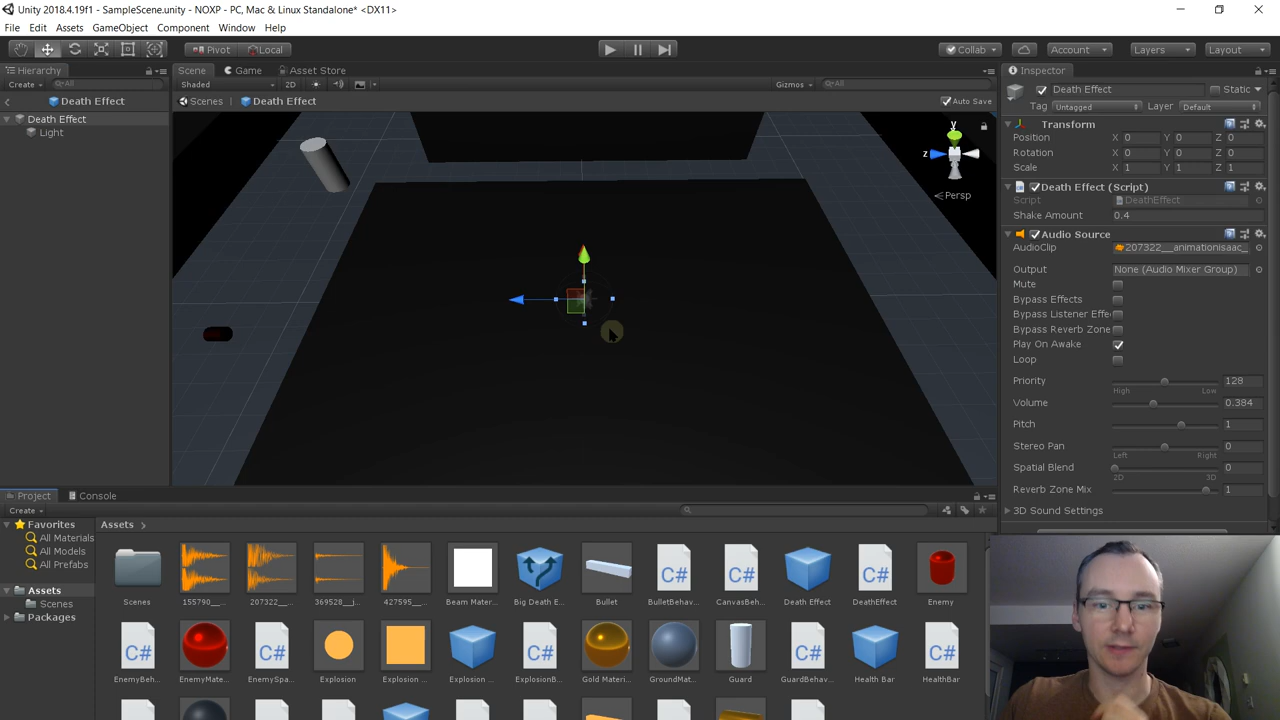 Unity 2018.4.19f1 - SampleScene.unity - NOXP - PC, Mac & Linux Standalone* <DX11>
File Edit Assets GameObject Component Window Help
Pivot Local Collab Account Layers Layout
Hierarchy Scene Game Asset Store Inspector
Create All Shaded 2D Gizmos All
Death Effect Static
Death Effect Scenes Death Effect Auto Save
Tag Untagged Layer Default
Death Effect
Light
Transform
Position X 0 Y 0 Z 0
Rotation X 0 Y 0 Z 0
Scale X 1 Y 1 Z 1
y
z
Persp
Death Effect (Script)
Script DeathEffect
Shake Amount 0.4
Audio Source
AudioClip 207322__animationisaac_
Output None (Audio Mixer Group)
Mute
Bypass Effects
Bypass Listener Effe
Bypass Reverb Zone
Play On Awake
Loop
Priority 128
High Low
Volume 0.384
Pitch 1
Stereo Pan 0
Left Right
Spatial Blend 0
2D 3D
Reverb Zone Mix 1
3D Sound Settings
Project Console
Create
Favorites
All Materials
All Models
All Prefabs
Assets
Scenes
Packages
Assets
Scenes 155790__... 207322__... 369528__j... 427595__... Beam Mater... Big Death E... Bullet BulletBehav... CanvasBeh... Death Effect DeathEffect Enemy
C# C# C#
EnemyBeh... EnemyMate... EnemySpa... Explosion Explosion ... Explosion ... ExplosionB... Gold Materi... GroundMat... Guard GuardBehav... Health Bar HealthBar
C# C# C# C# C#